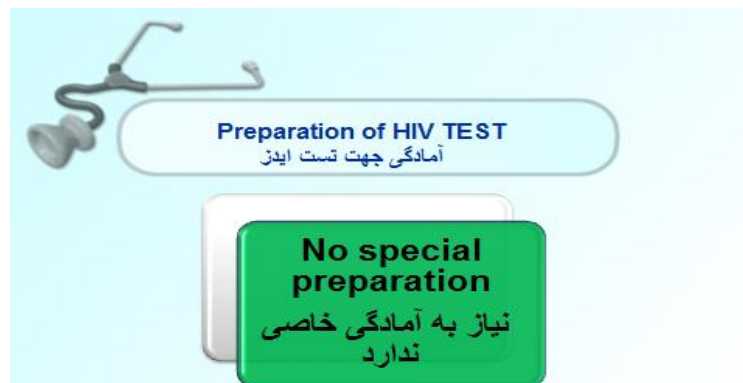 Preparation of HIV TEST
آمادگی جهت تست ایدز
No special
preparation
نیاز به آمادگی خاصی
ندارد